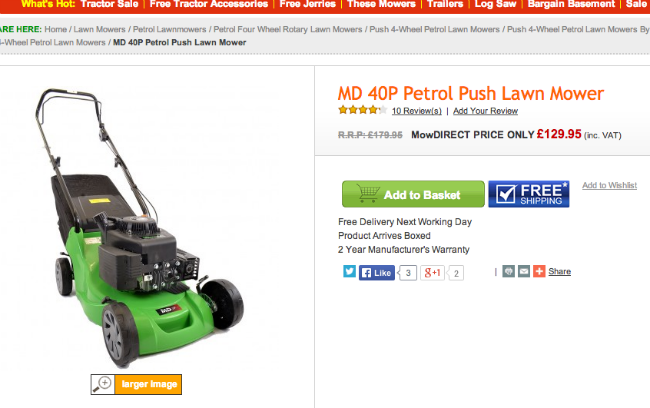 What's Hot: Tractor Sale | Free Tractor Accessories | Free Jerries | These Mowers | Trailers | Log Saw | Bargain Basement | Sale
ARE HERE: Home / Lawn Mowers / Petrol Lawnmowers / Petrol Four Wheel Rotary Lawn Mowers / Push 4-Wheel Petrol Lawn Mowers / Push 4-Wheel Petrol Lawn Mowers By
4-Wheel Petrol Lawn Mowers / MD 40P Petrol Push Lawn Mower
MD 40P Petrol Push Lawn Mower
10 Review(s) | Add Your Review
R.R.P: £179.95 MowDIRECT PRICE ONLY £129.95 (inc. VAT)
Add to Basket
FREE*
SHIPPING
Add to Wishlist
Free Delivery Next Working Day
Product Arrives Boxed
2 Year Manufacturer's Warranty
Like 3 g+1 2 | Share
MD
larger image